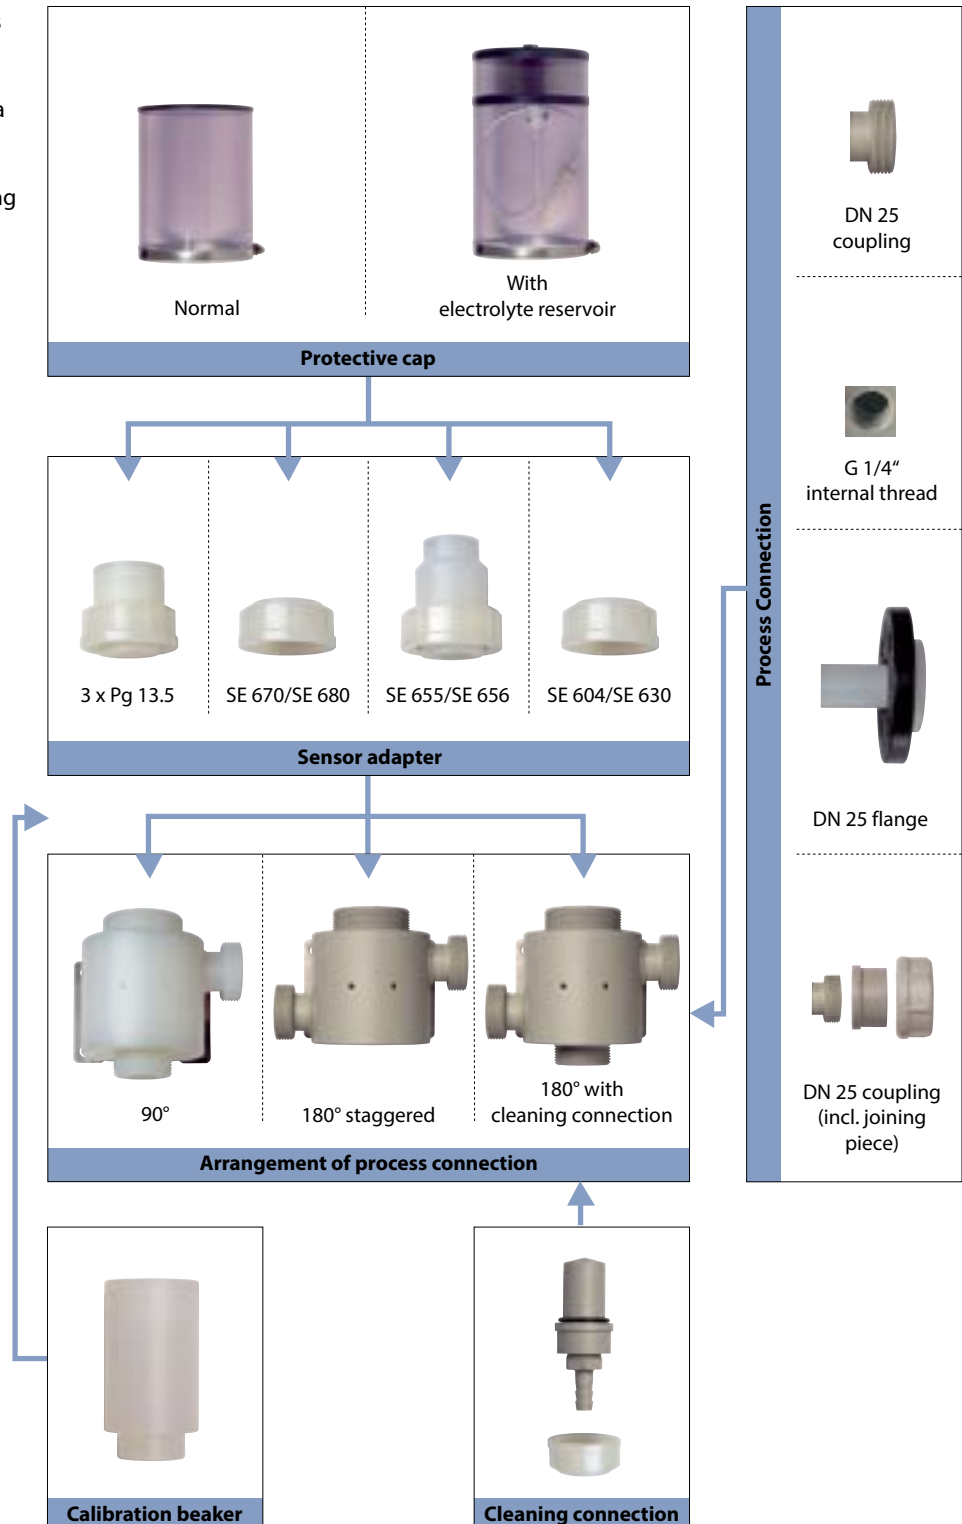 s
a
ng
Normal
With
electrolyte reservoir
Protective cap
3 x Pg 13.5
SE 670/SE 680
SE 655/SE 656
SE 604/SE 630
Sensor adapter
90°
180° staggered
180° with
cleaning connection
Arrangement of process connection
Calibration beaker
Cleaning connection
Process Connection
DN 25
coupling
G 1/4“
internal thread
DN 25 flange
DN 25 coupling
(incl. joining
piece)